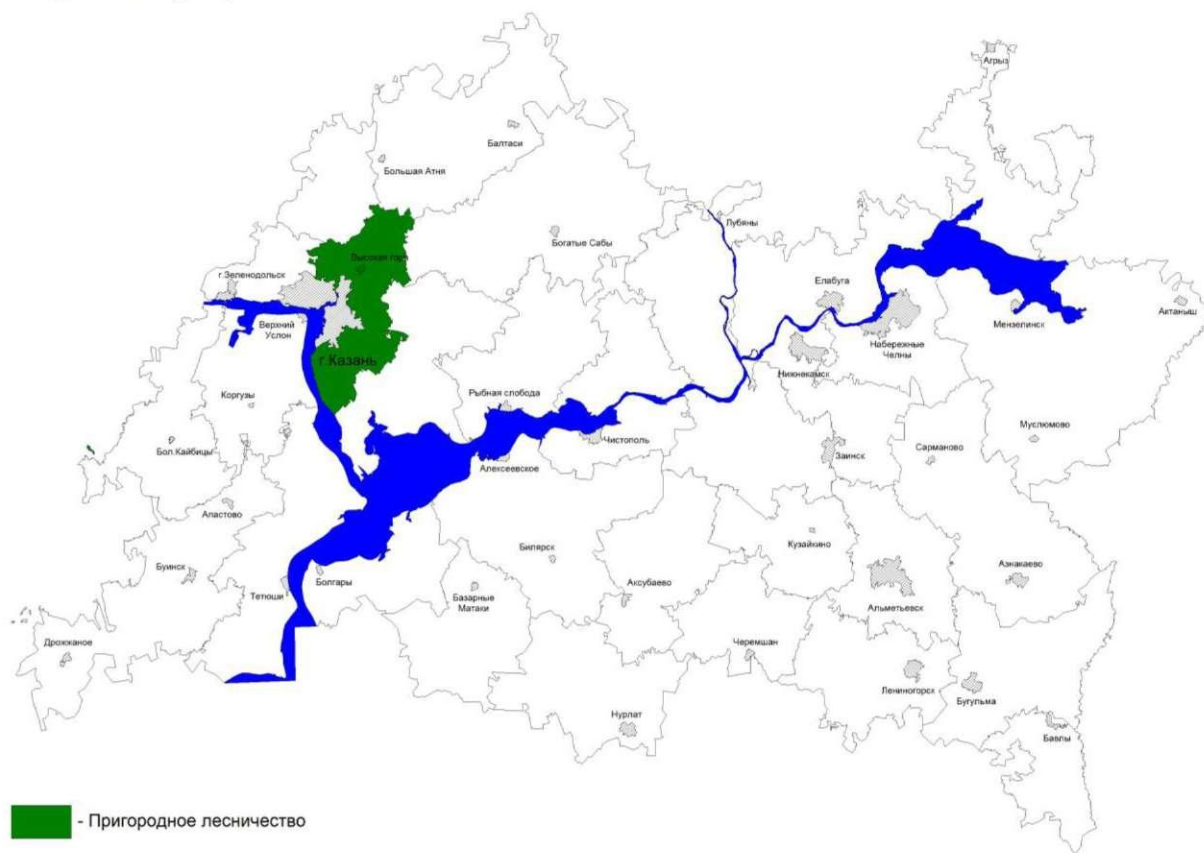 Агрыз
Балтаси
Большая Атня
Лубяны
Богатые Сабы
Высокая гора
г.Зеленодольск
Елабуга
Актаныш
Мензелинск
Верхний
Услон
Набережные
Челны
г.Казань
Нижнекамск
Рыбная слобода
Коргузы
Муслюмово
Чистополь
Бол.Кайбицы
Сарманово
Заинск
Алексеевское
Апастово
Кузайкино
Билярск
Буинск
Азнакаево
Болгары
Аксубаево
Тетюши
Базарные
Матаки
Альметьевск
Дрожжаное
Черемшан
Лениногорск
Бугульма
Нурлат
Бавлы
- Пригородное лесничество